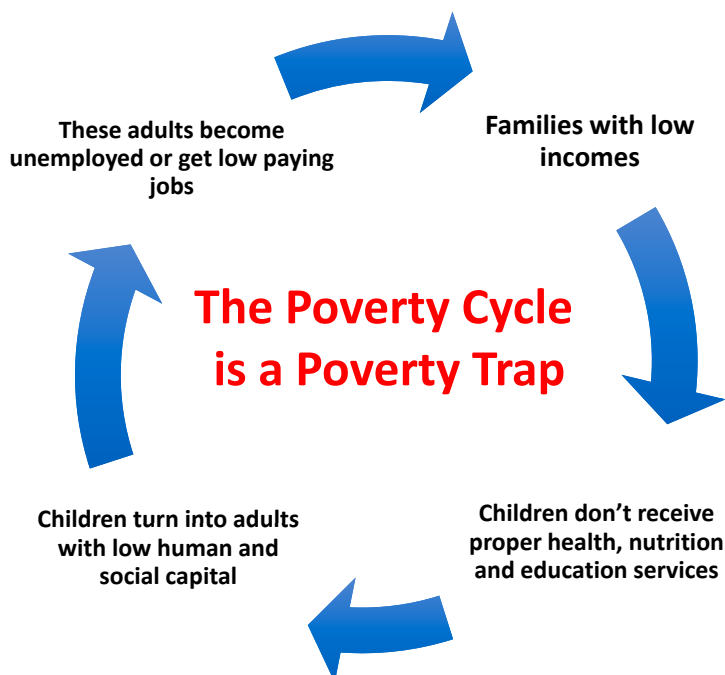 These adults become
unemployed or get low paying
jobs
Families with low
incomes
The Poverty Cycle
is a Poverty Trap
Children turn into adults
with low human and
social capital
Children don’t receive
proper health, nutrition
and education services